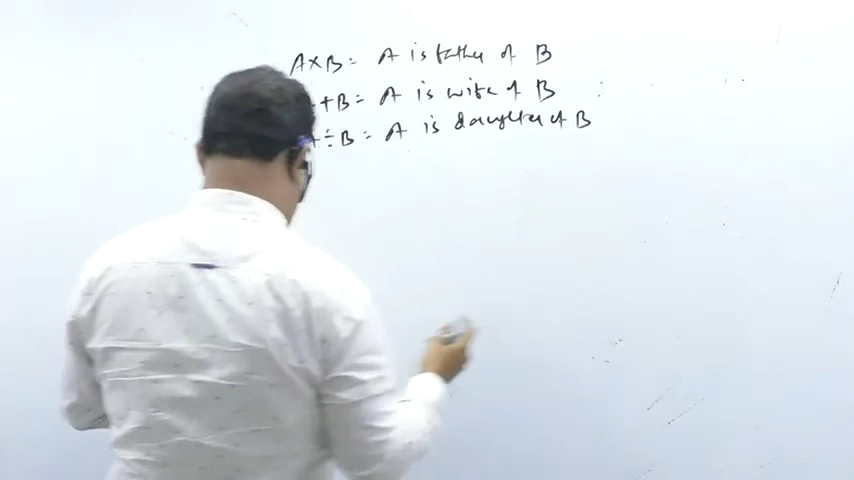 A×B = A is father of B
+B = A is wife of B
÷B = A is daughter of B